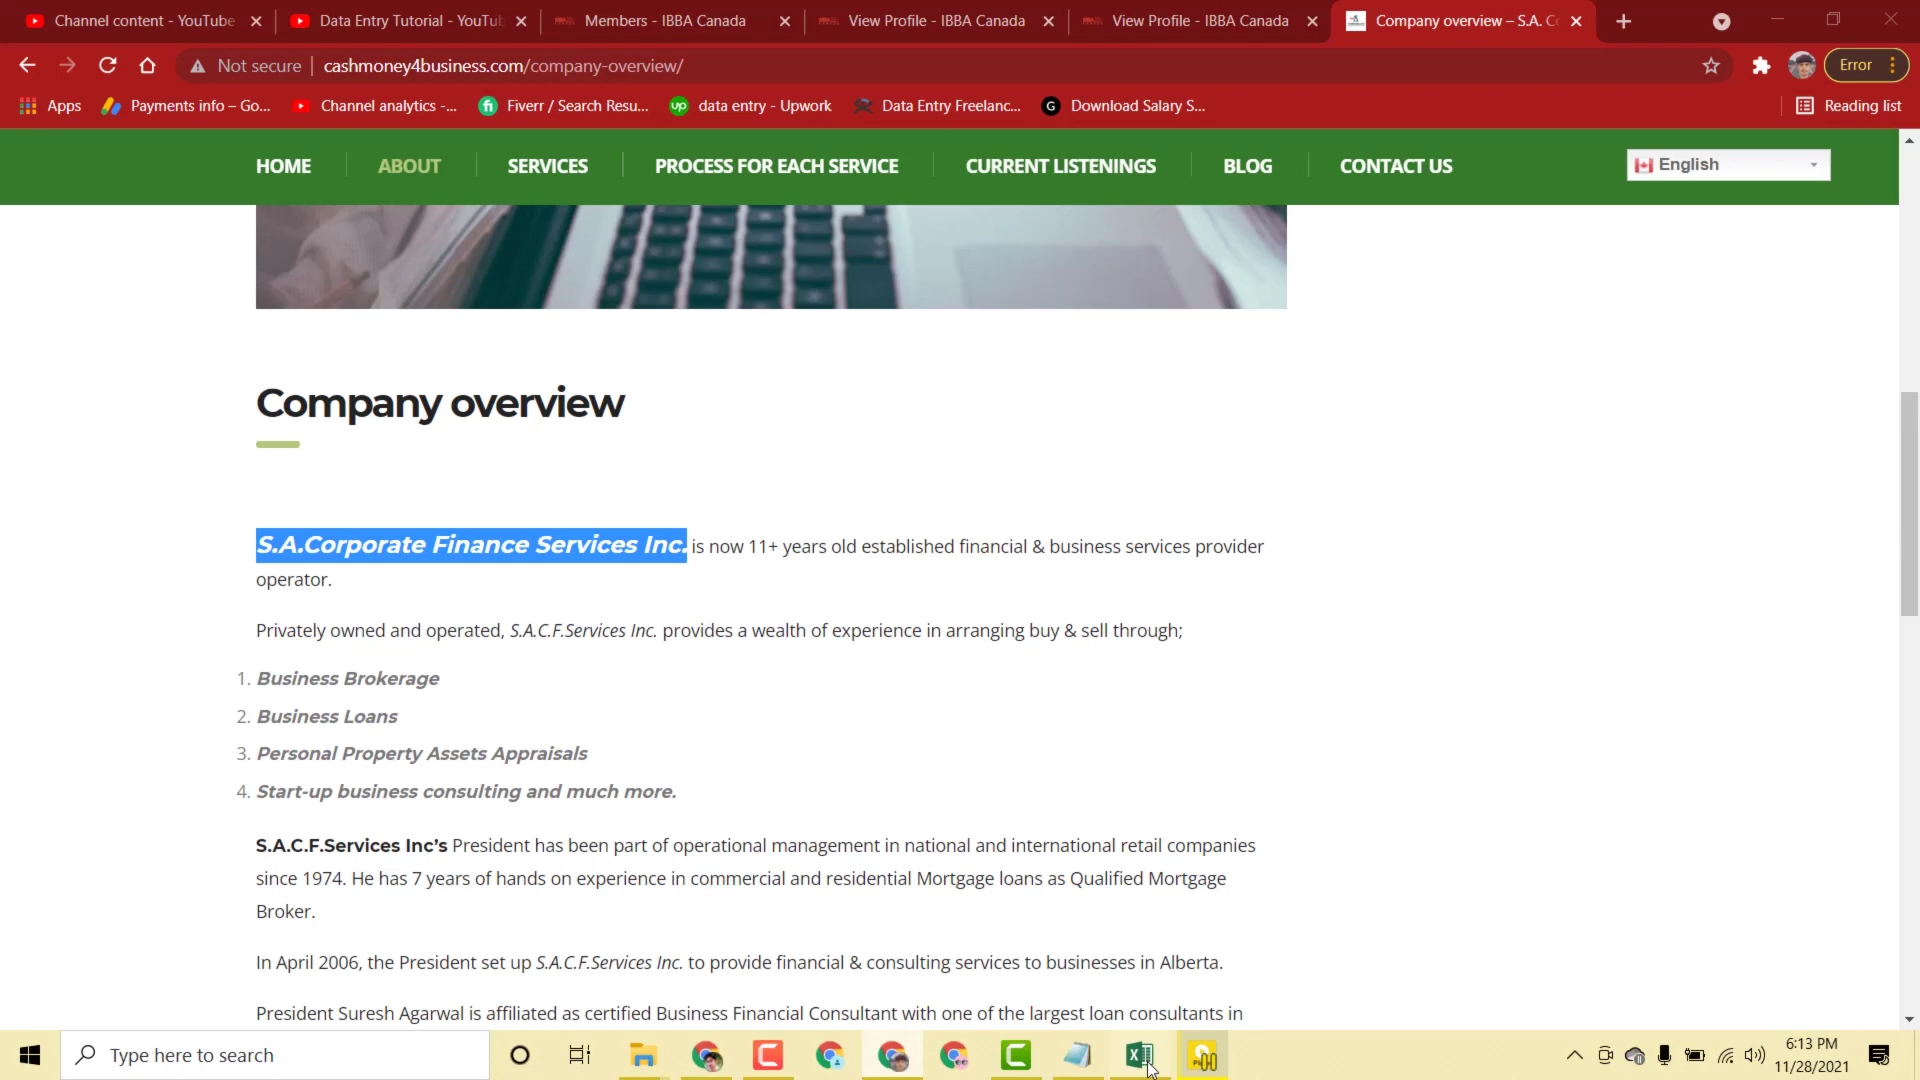 Channel content - YouTube
Data Entry Tutorial - YouTub
Members - IBBA Canada
View Profile - IBBA Canada
View Profile - IBBA Canada
Company overview – S.A. C
Not secure
cashmoney4business.com/company-overview/
Error
Apps
Payments info – Go...
Channel analytics -...
Fiverr / Search Resu...
data entry - Upwork
Data Entry Freelanc...
Download Salary S...
Reading list
HOME
ABOUT
SERVICES
PROCESS FOR EACH SERVICE
CURRENT LISTENINGS
BLOG
CONTACT US
English
Company overview
S.A.Corporate Finance Services Inc. is now 11+ years old established financial & business services provider
operator.
Privately owned and operated, S.A.C.F.Services Inc. provides a wealth of experience in arranging buy & sell through;
1. Business Brokerage
2. Business Loans
3. Personal Property Assets Appraisals
4. Start-up business consulting and much more.
S.A.C.F.Services Inc’s President has been part of operational management in national and international retail companies
since 1974. He has 7 years of hands on experience in commercial and residential Mortgage loans as Qualified Mortgage
Broker.
In April 2006, the President set up S.A.C.F.Services Inc. to provide financial & consulting services to businesses in Alberta.
President Suresh Agarwal is affiliated as certified Business Financial Consultant with one of the largest loan consultants in
Type here to search
6:13 PM
11/28/2021